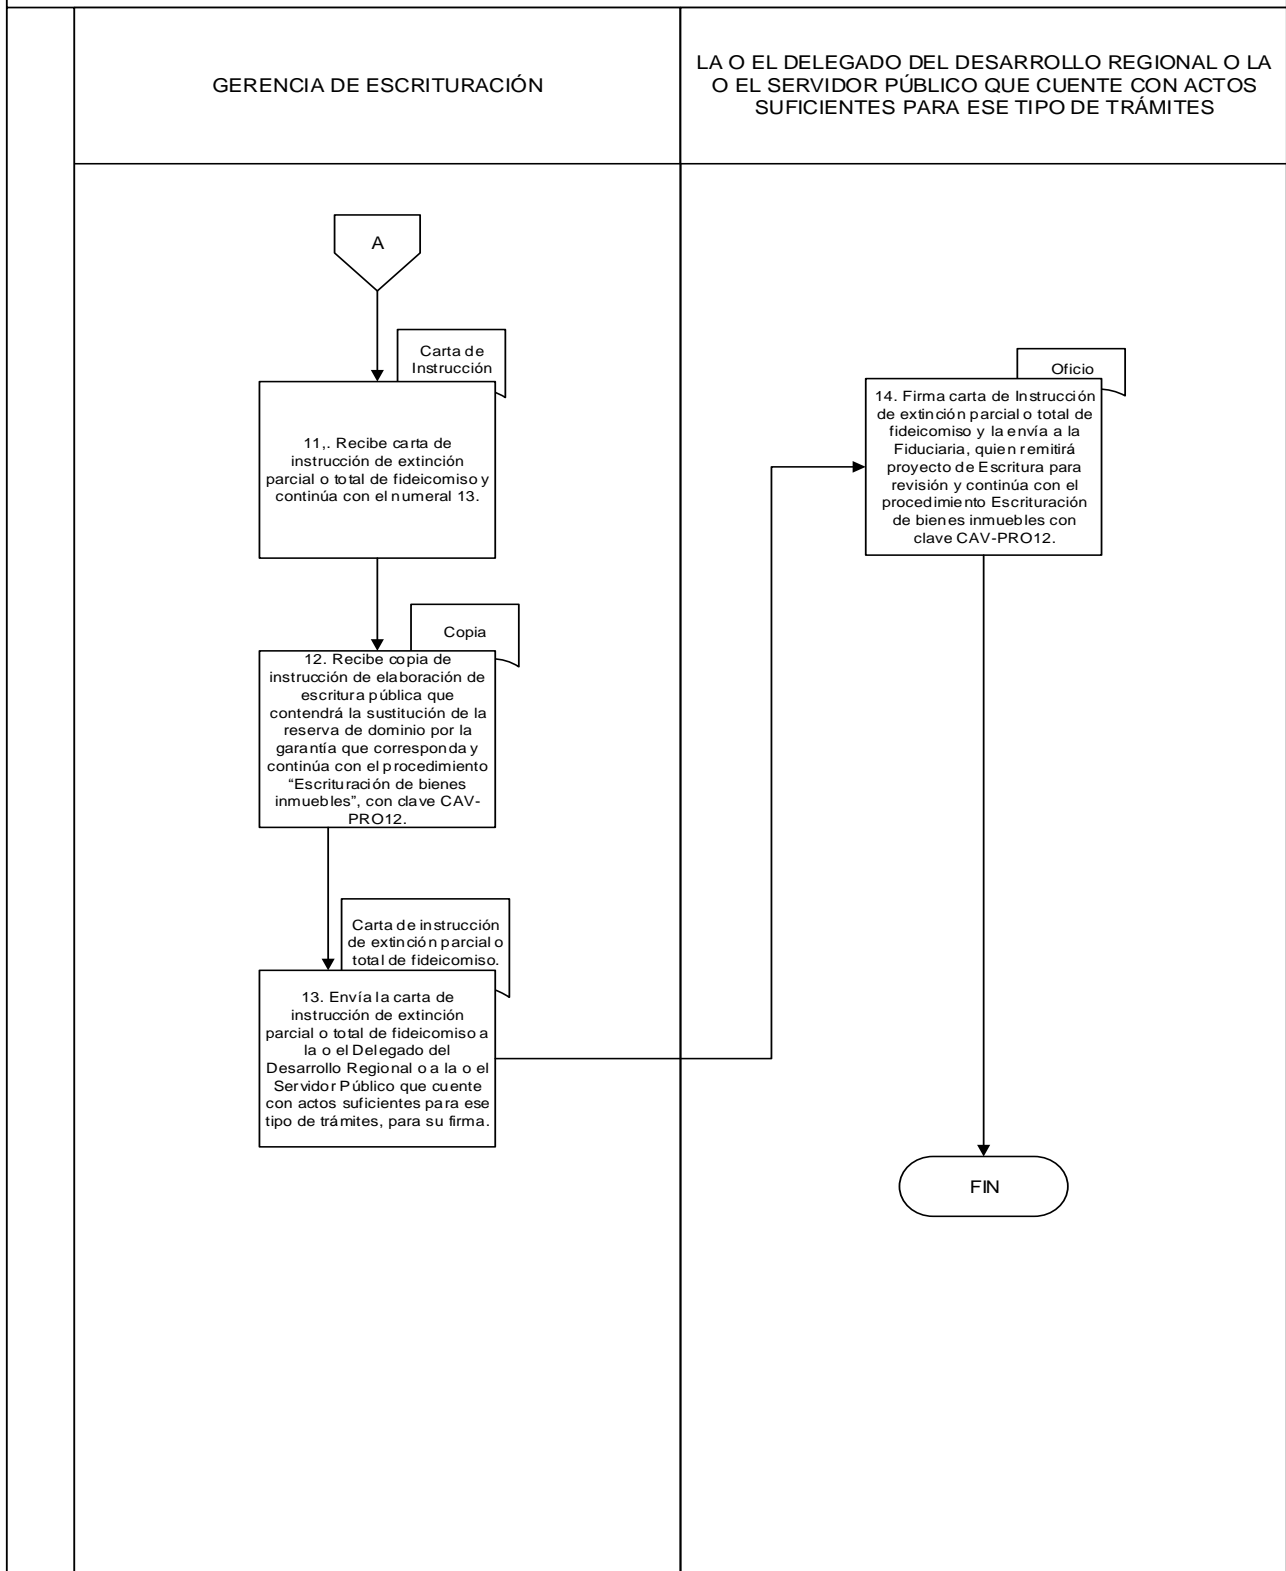 GERENCIA DE ESCRITURACIÓN
LA O EL DELEGADO DEL DESARROLLO REGIONAL O LA
O EL SERVIDOR PÚBLICO QUE CUENTE CON ACTOS
SUFICIENTES PARA ESE TIPO DE TRÁMITES
A
Carta de
Instrucción
11,. Recibe carta de
instrucción de extinción
parcial o total de fideicomiso y
continúa con el numeral 13.
Copia
12. Recibe copia de
instrucción de elaboración de
escritura pública que
contendrá la sustitución de la
reserva de dominio por la
garantía que corresponda y
continúa con el procedimiento
“Escrituración de bienes
inmuebles”, con clave CAV-
PRO12.
Carta de instrucción
de extinción parcial o
total de fideicomiso.
13. Envía la carta de
instrucción de extinción
parcial o total de fideicomiso a
la o el Delegado del
Desarrollo Regional o a la o el
Servidor Público que cuente
con actos suficientes para ese
tipo de trámites, para su firma.
Oficio
14. Firma carta de Instrucción
de extinción parcial o total de
fideicomiso y la envía a la
Fiduciaria, quien remitirá
proyecto de Escritura para
revisión y continúa con el
procedimiento Escrituración
de bienes inmuebles con
clave CAV-PRO12.
FIN